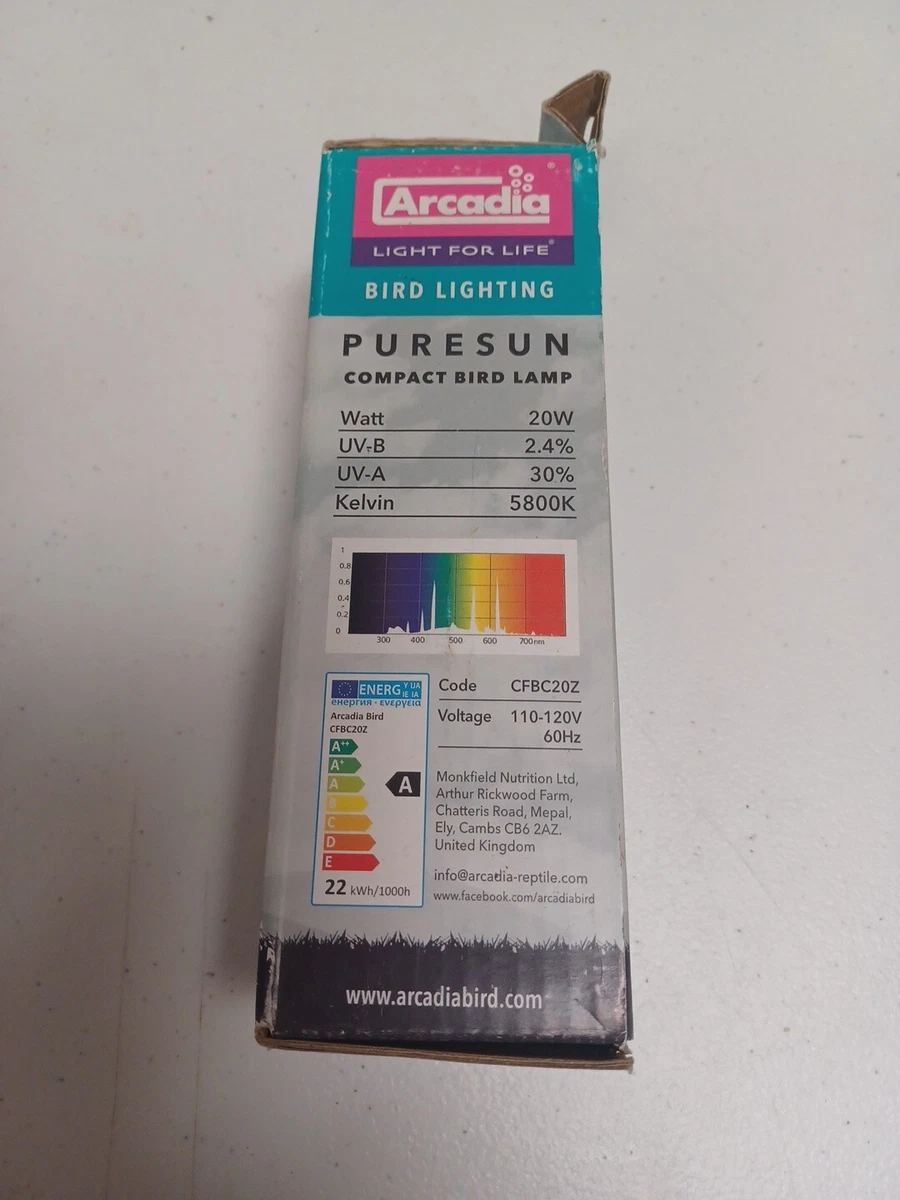 Arcadia®
LIGHT FOR LIFE®
BIRD LIGHTING
PURESUN
COMPACT BIRD LAMP
Watt 20W
UV-B 2.4%
UV-A 30%
Kelvin 5800K
1
0.8
0.6
0.4
0.2
0
300 400 500 600 700nm
ENERG Y UA
IE IA
енергия · ενεργεια
Arcadia Bird
CFBC20Z
A++
A+
A
A
B
C
D
E
22 kWh/1000h
Code CFBC20Z
Voltage 110-120V
60Hz
Monkfield Nutrition Ltd,
Arthur Rickwood Farm,
Chatteris Road, Mepal,
Ely, Cambs CB6 2AZ.
United Kingdom
info@arcadia-reptile.com
www.facebook.com/arcadiabird
www.arcadiabird.com